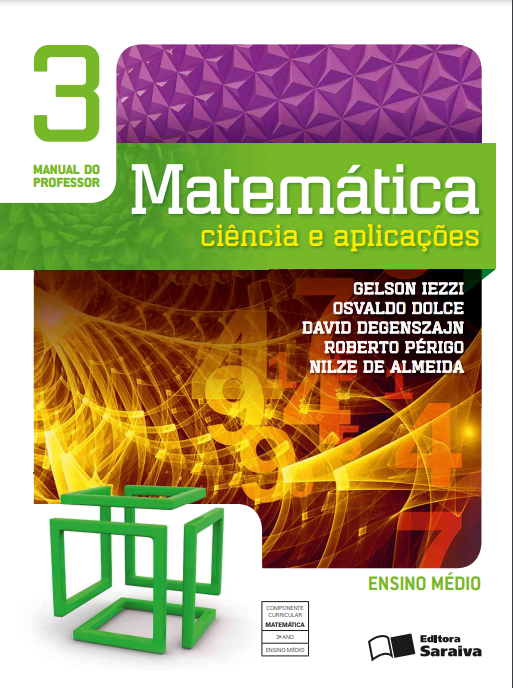 3
MANUAL DO
PROFESSOR
Matemática
ciência e aplicações
GELSON IEZZI
OSVALDO DOLCE
DAVID DEGENSZAJN
ROBERTO PÉRIGO
NILZE DE ALMEIDA
ENSINO MÉDIO
COMPONENTE
CURRICULAR
MATEMÁTICA
3º ANO
ENSINO MÉDIO
Editora
Saraiva